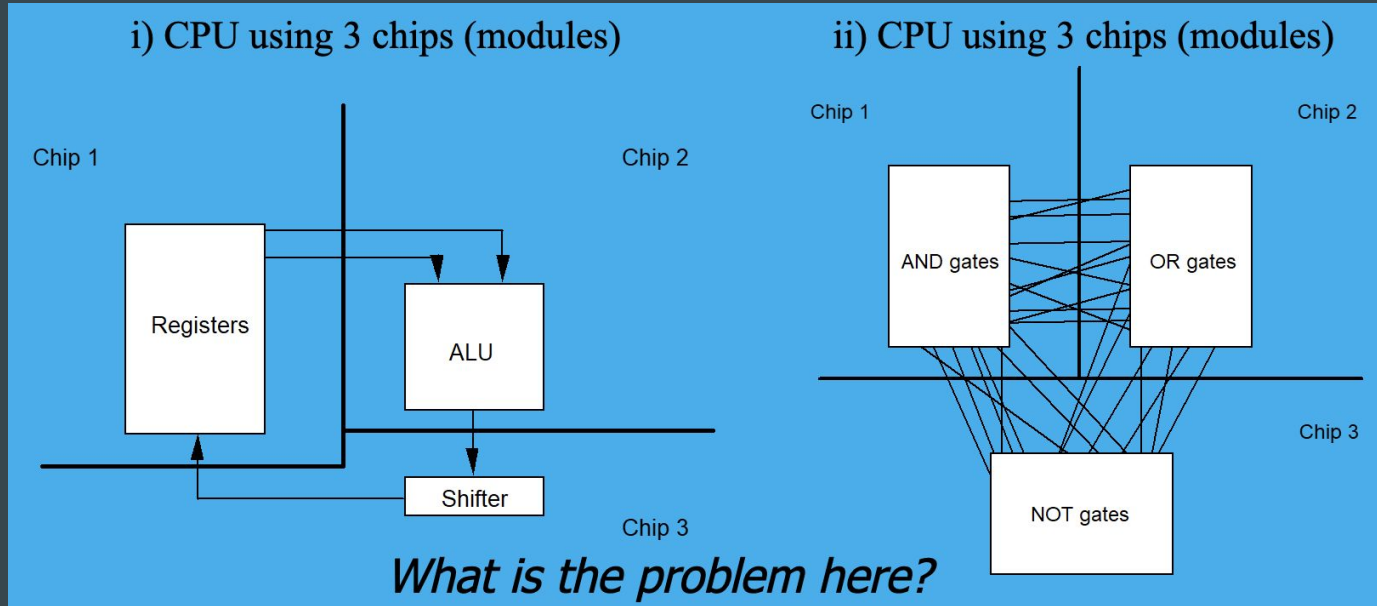 i) CPU using 3 chips (modules)
Chip 1
Chip 2
Registers
ALU
Shifter
Chip 3
ii) CPU using 3 chips (modules)
Chip 1
Chip 2
AND gates
OR gates
Chip 3
NOT gates
What is the problem here?